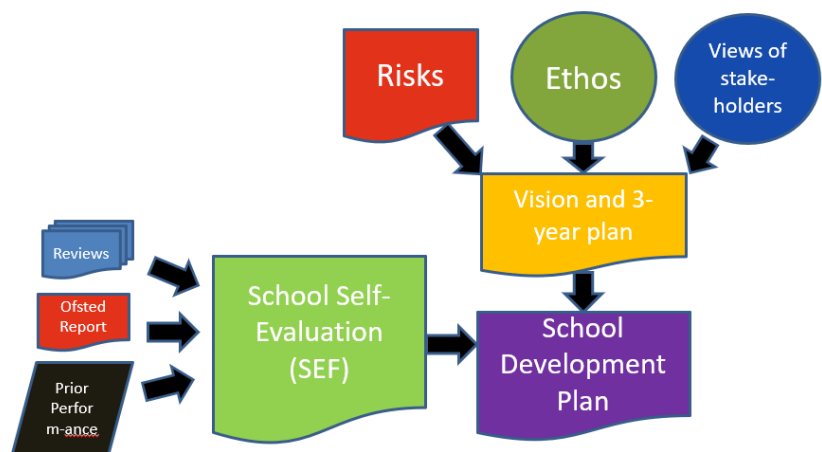 Risks
Ethos
Views of
stake-
holders
Vision and 3-
year plan
Reviews
Ofsted
Report
Prior
Perfor
m-ance
School Self-
Evaluation
(SEF)
School
Development
Plan